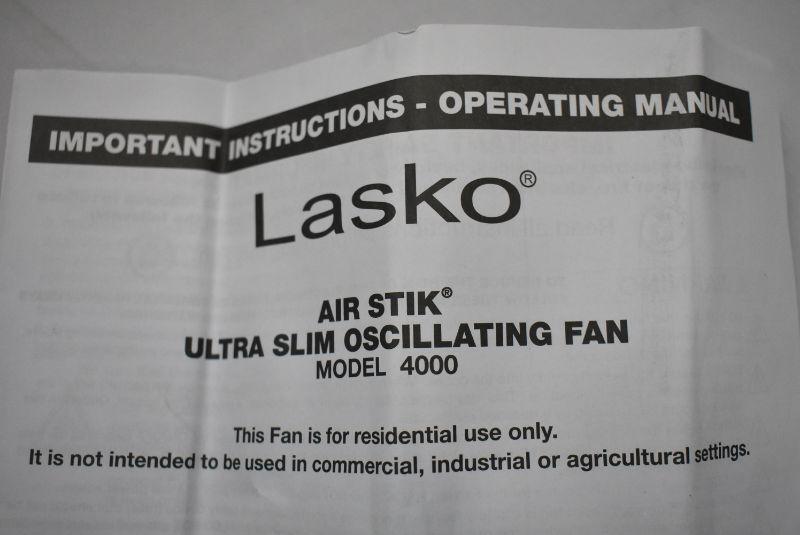 IMPORTANT INSTRUCTIONS - OPERATING MANUAL
Lasko®
AIR STIK®
ULTRA SLIM OSCILLATING FAN
MODEL 4000
This Fan is for residential use only.
It is not intended to be used in commercial, industrial or agricultural settings.